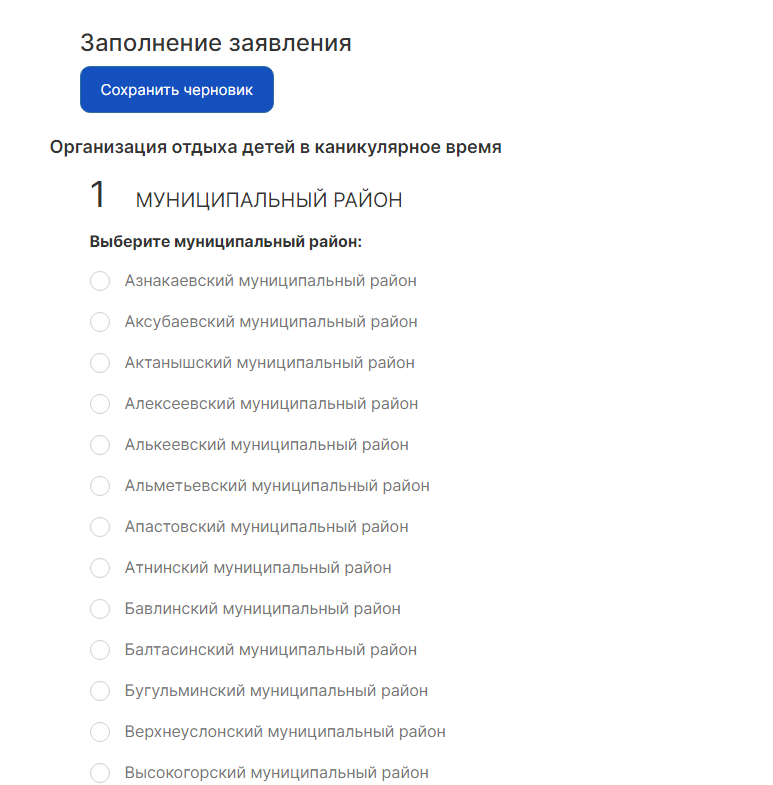 Заполнение заявления
Сохранить черновик
Организация отдыха детей в каникулярное время
1 МУНИЦИПАЛЬНЫЙ РАЙОН
Выберите муниципальный район:
Азнакаевский муниципальный район
Аксубаевский муниципальный район
Актанышский муниципальный район
Алексеевский муниципальный район
Алькеевский муниципальный район
Альметьевский муниципальный район
Апастовский муниципальный район
Атнинский муниципальный район
Бавлинский муниципальный район
Балтасинский муниципальный район
Бугульминский муниципальный район
Верхнеуслонский муниципальный район
Высокогорский муниципальный район